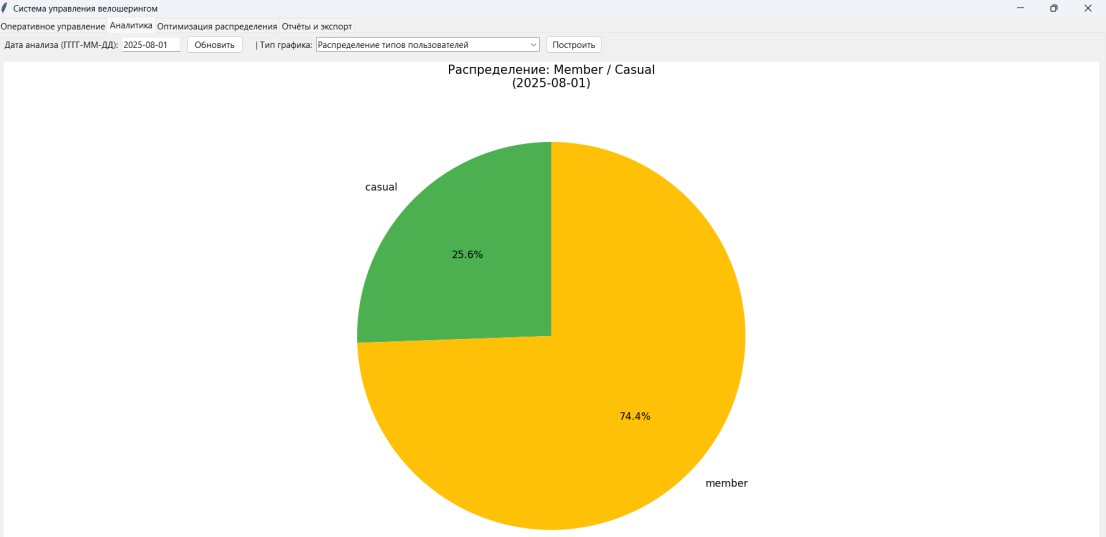 Система управления велошерингом
Оперативное управление Аналитика Оптимизация распределения Отчёты и экспорт
Дата анализа (ГГГГ-ММ-ДД): 2025-08-01 Обновить | Тип графика: Распределение типов пользователей Построить
Распределение: Member / Casual
(2025-08-01)
casual
25.6%
74.4%
member